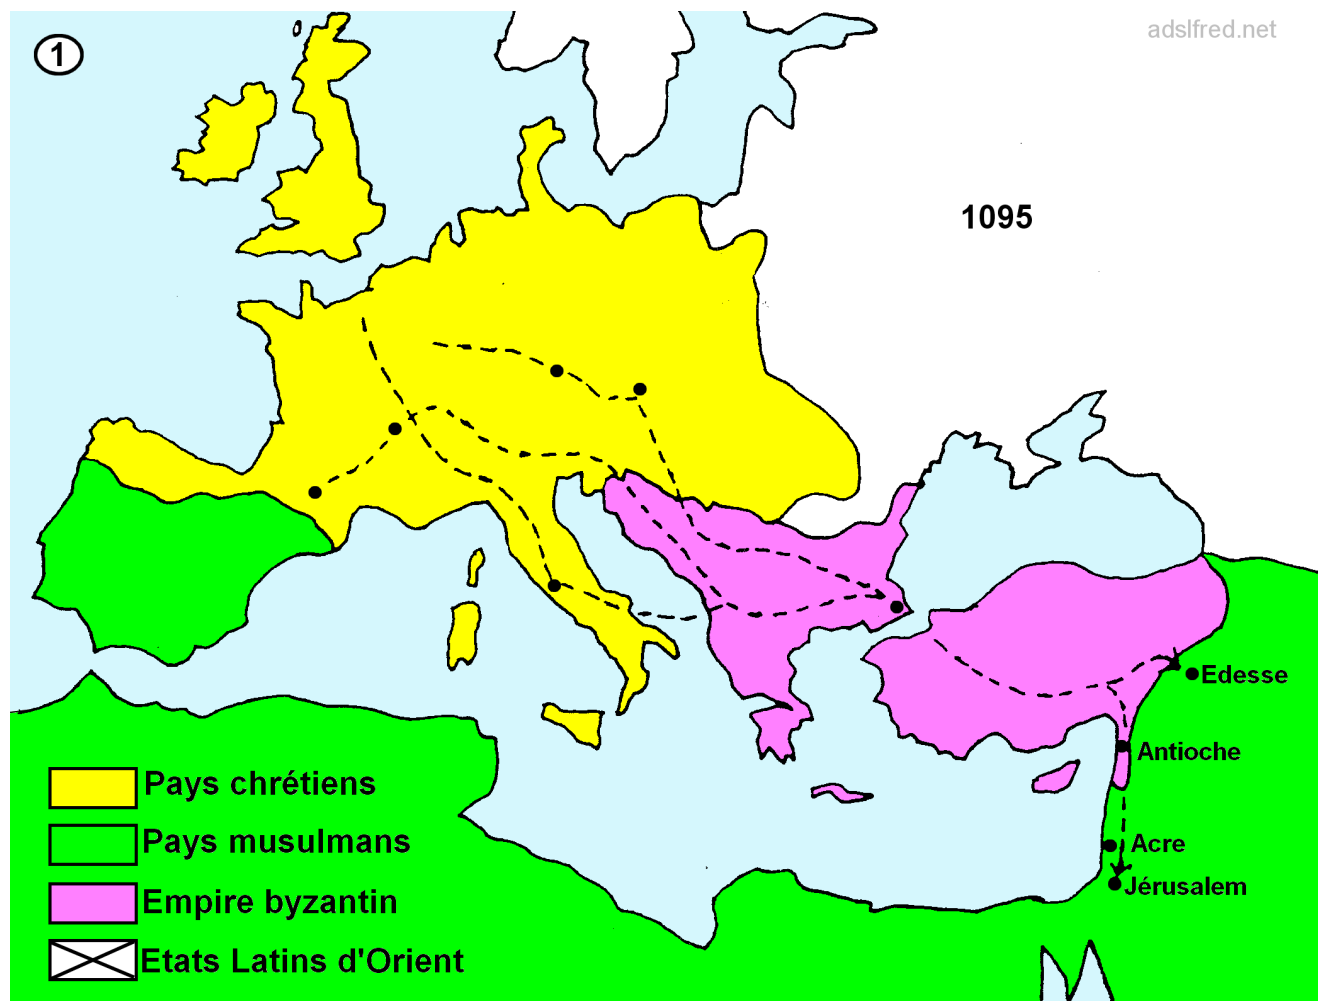 1
adslfred.net
1095
Edesse
Antioche
Acre
Jérusalem
Pays chrétiens
Pays musulmans
Empire byzantin
Etats Latins d'Orient